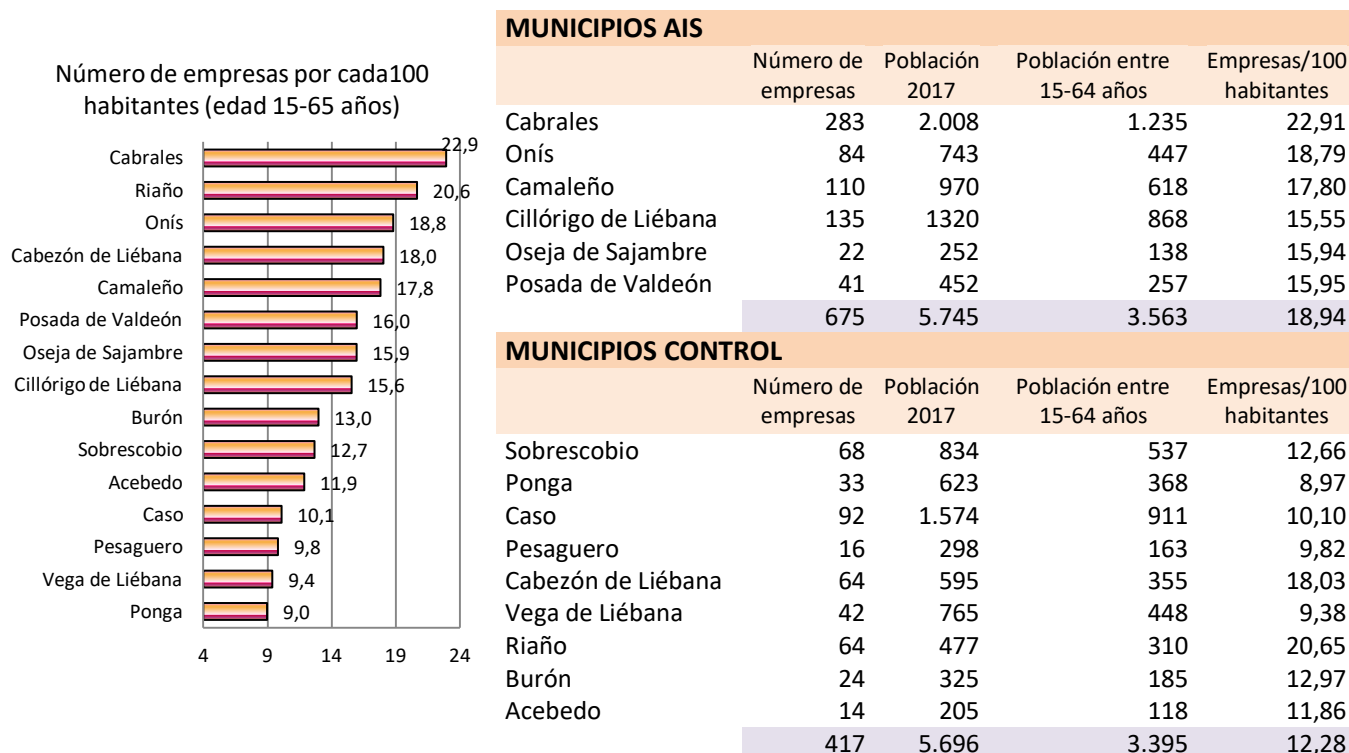 Número de empresas por cada100
habitantes (edad 15-65 años)
Cabrales 22,9
Riaño 20,6
Onís 18,8
Cabezón de Liébana 18,0
Camaleño 17,8
Posada de Valdeón 16,0
Oseja de Sajambre 15,9
Cillórigo de Liébana 15,6
Burón 13,0
Sobrescobio 12,7
Acebedo 11,9
Caso 10,1
Pesaguero 9,8
Vega de Liébana 9,4
Ponga 9,0
4 9 14 19 24
MUNICIPIOS AIS
Número de Población Población entre Empresas/100
empresas 2017 15-64 años habitantes
Cabrales 283 2.008 1.235 22,91
Onís 84 743 447 18,79
Camaleño 110 970 618 17,80
Cillórigo de Liébana 135 1320 868 15,55
Oseja de Sajambre 22 252 138 15,94
Posada de Valdeón 41 452 257 15,95
675 5.745 3.563 18,94
MUNICIPIOS CONTROL
Número de Población Población entre Empresas/100
empresas 2017 15-64 años habitantes
Sobrescobio 68 834 537 12,66
Ponga 33 623 368 8,97
Caso 92 1.574 911 10,10
Pesaguero 16 298 163 9,82
Cabezón de Liébana 64 595 355 18,03
Vega de Liébana 42 765 448 9,38
Riaño 64 477 310 20,65
Burón 24 325 185 12,97
Acebedo 14 205 118 11,86
417 5.696 3.395 12,28